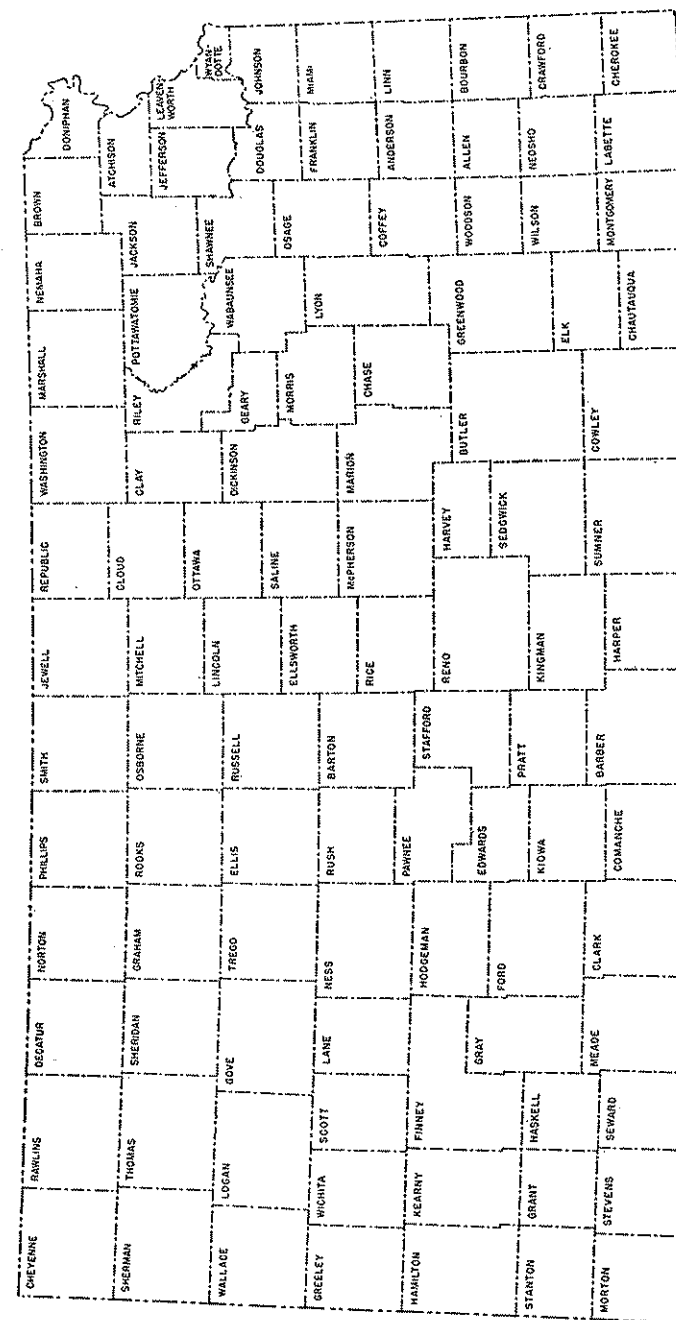 CHEYENNE
RAWLINS
DECATUR
NORTON
PHILLIPS
SMITH
JEWELL
REPUBLIC
WASHINGTON
MARSHALL
NEMAHA
BROWN
DONIPHAN
SHERMAN
THOMAS
SHERIDAN
GRAHAM
ROOKS
OSBORNE
MITCHELL
CLOUD
CLAY
RILEY
POTTAWATOMIE
JACKSON
ATCHISON
JEFFERSON
LEAVEN-
WORTH
WYAN-
DOTTE
WALLACE
LOGAN
GOVE
TREGO
ELLIS
RUSSELL
LINCOLN
OTTAWA
DICKINSON
GEARY
WABAUNSEE
SHAWNEE
DOUGLAS
JOHNSON
ELLSWORTH
SALINE
MORRIS
OSAGE
FRANKLIN
MIAMI
GREELEY
WICHITA
SCOTT
LANE
NESS
RUSH
BARTON
RICE
McPHERSON
MARION
CHASE
LYON
COFFEY
ANDERSON
LINN
HAMILTON
KEARNY
FINNEY
HODGEMAN
PAWNEE
STAFFORD
RENO
HARVEY
BUTLER
GREENWOOD
WOODSON
ALLEN
BOURBON
GRAY
FORD
EDWARDS
PRATT
KINGMAN
SEDGWICK
ELK
WILSON
NEOSHO
CRAWFORD
STANTON
GRANT
HASKELL
KIOWA
MORTON
STEVENS
SEWARD
MEADE
CLARK
COMANCHE
BARBER
HARPER
SUMNER
COWLEY
CHAUTAUQUA
MONTGOMERY
LABETTE
CHEROKEE